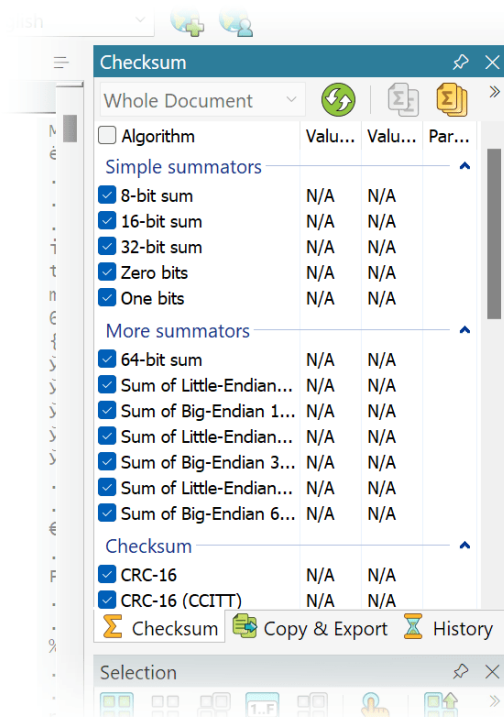 Checksum
Whole Document
Algorithm Valu... Valu... Par...
Simple summators
8-bit sum N/A N/A
16-bit sum N/A N/A
32-bit sum N/A N/A
Zero bits N/A N/A
One bits N/A N/A
More summators
64-bit sum N/A N/A
Sum of Little-Endian... N/A N/A
Sum of Big-Endian 1... N/A N/A
Sum of Little-Endian... N/A N/A
Sum of Big-Endian 3... N/A N/A
Sum of Little-Endian... N/A N/A
Sum of Big-Endian 6... N/A N/A
Checksum
CRC-16 N/A N/A
CRC-16 (CCITT) N/A N/A
Checksum Copy & Export History
Selection
1..F